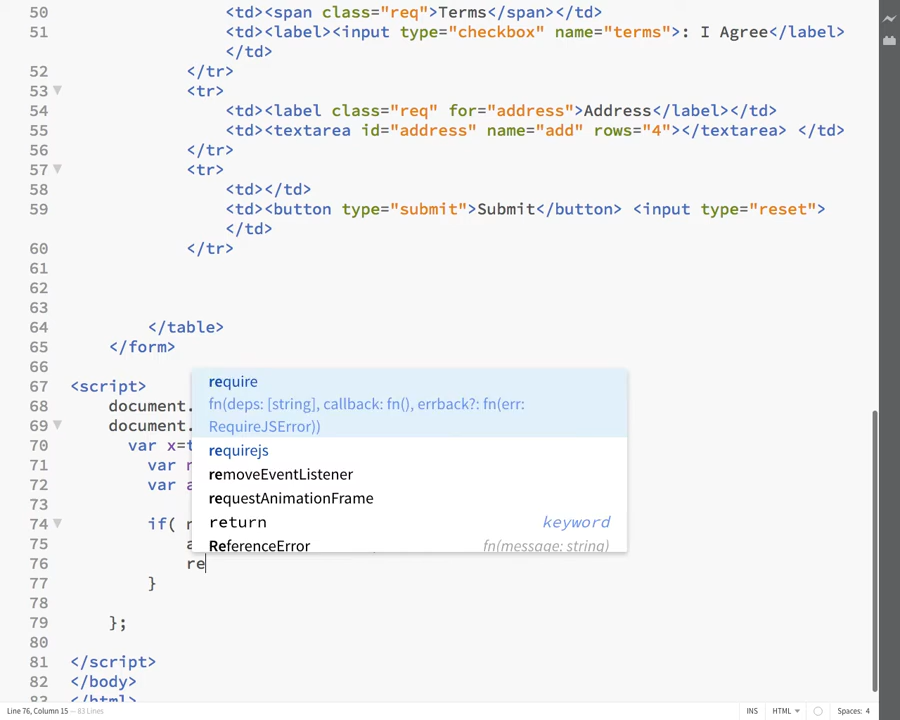 50 <td><span class="req">Terms</span></td>
51 <td><label><input type="checkbox" name="terms">: I Agree</label>
</td>
52 </tr>
53 <tr>
54 <td><label class="req" for="address">Address</label></td>
55 <td><textarea id="address" name="add" rows="4"></textarea> </td>
56 </tr>
57 <tr>
58 <td></td>
59 <td><button type="submit">Submit</button> <input type="reset">
</td>
60 </tr>
61
62
63
64 </table>
65 </form>
66
67 <script>
68 document.
69 document.
70 var x=
71 var
72 var
73
74 if(
75
76 re
77 }
78
79 };
80
81 </script>
82 </body>
83 </html>
require
fn(deps: [string], callback: fn(), errback?: fn(err:
RequireJSError))
requirejs
removeEventListener
requestAnimationFrame
return keyword
ReferenceError fn(message: string)
Line 76, Column 15 — 83 Lines
INS HTML Spaces: 4